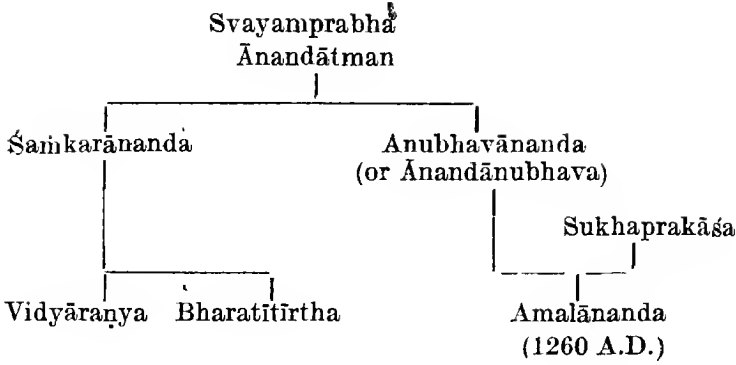 Svayamprabhā
Ānandātman
Śaṁkarānanda
Anubhavānanda
(or Ānandānubhava)
Sukhaprakāśa
Vidyāraṇya Bharatītīrtha
Amalānanda
(1260 A.D.)